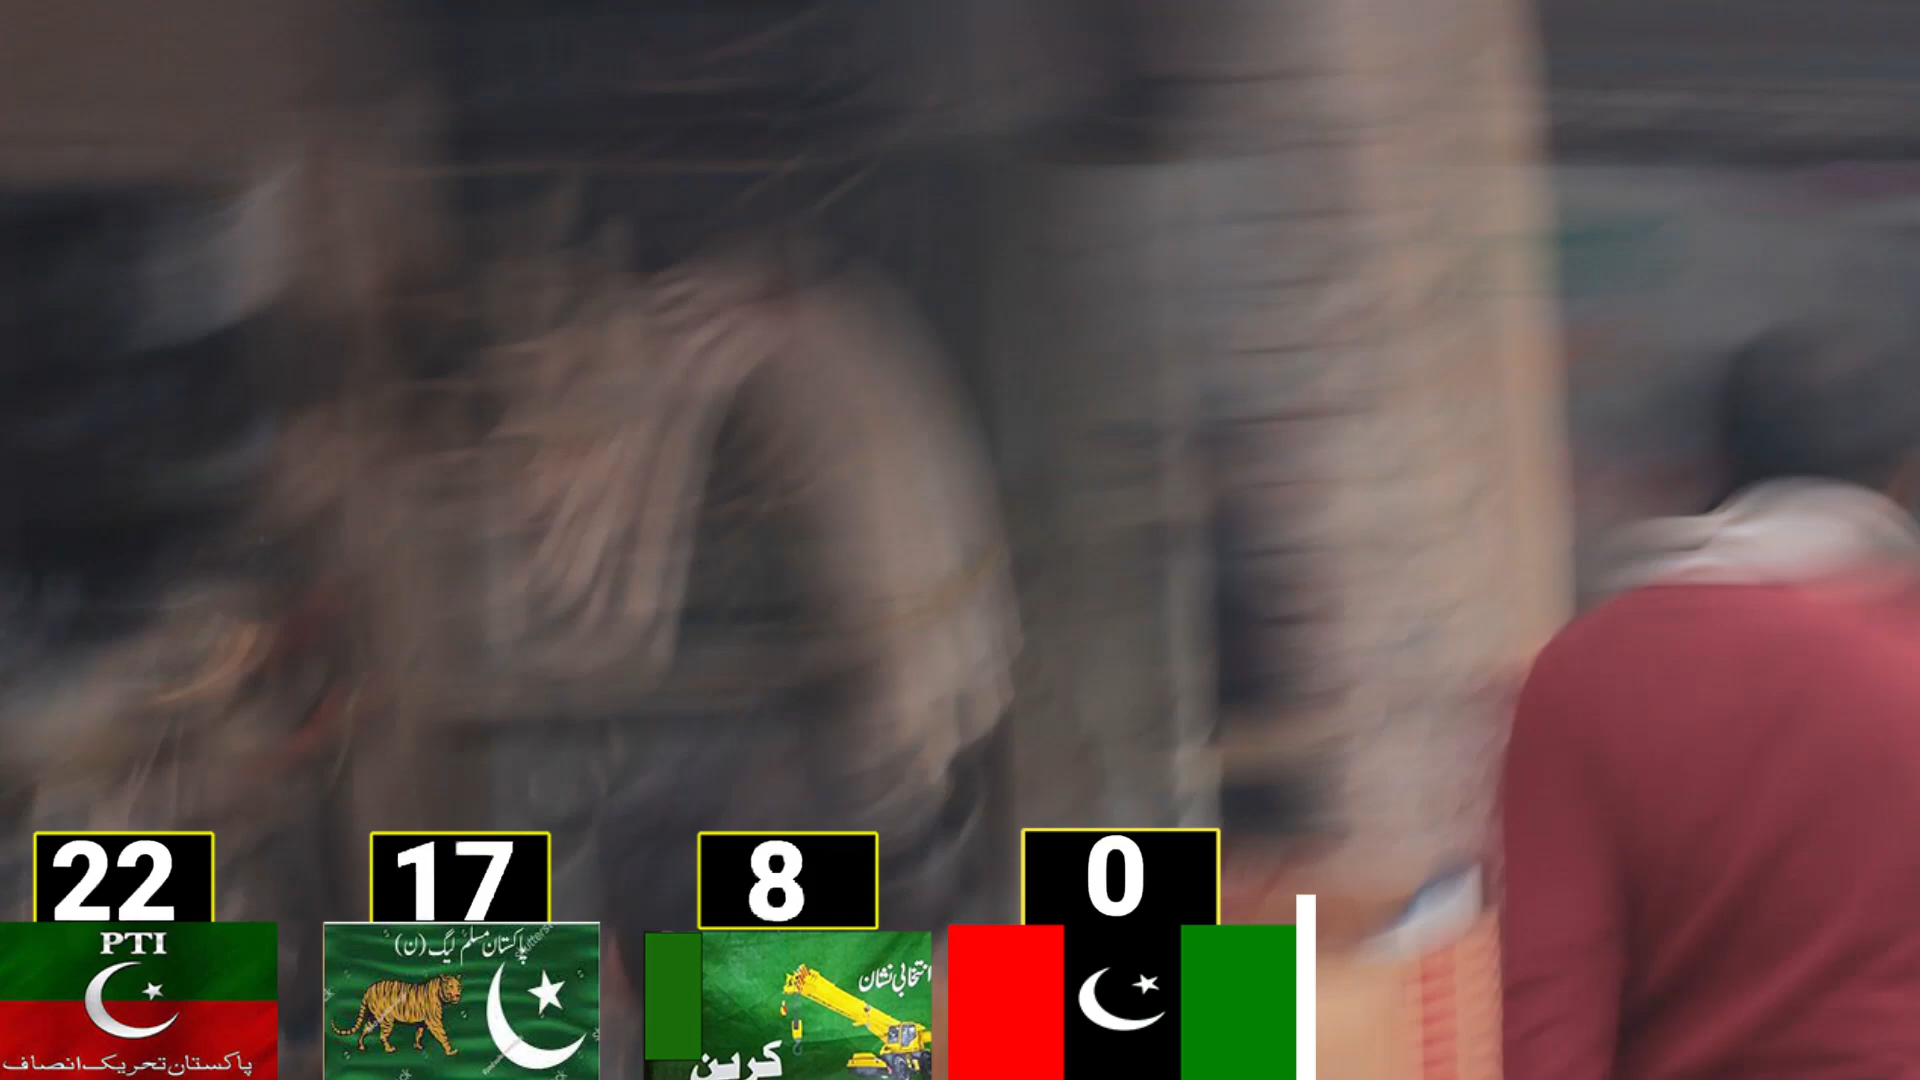 22
17
8
0
PTI
پاکستان تحریک انصاف
پاکستان مسلم لیگ (ن)
انتخابی نشان
کرین